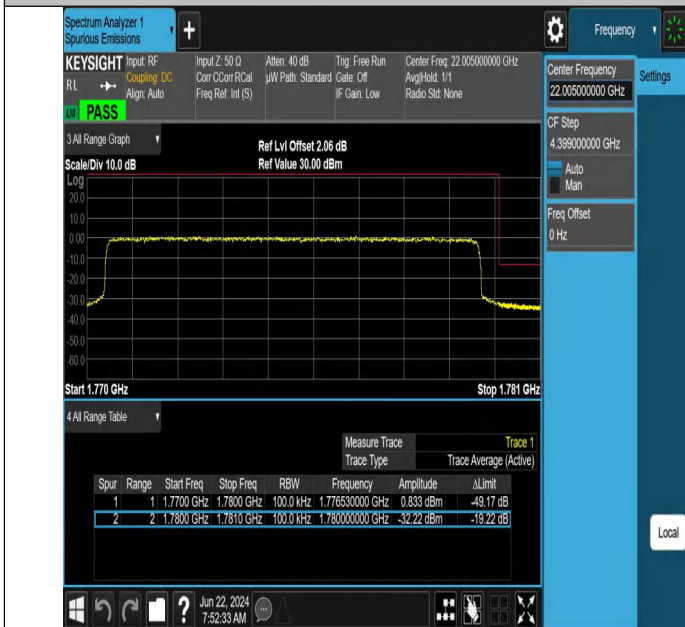 Spectrum Analyzer 1
Spurious Emissions
+
Frequency
KEYSIGHT
RL
LXI
PASS
Input: RF
Coupling: DC
Align: Auto
Input Z: 50 Ω
Corr CCorr RCal
Freq Ref: Int (S)
Atten: 40 dB
µW Path: Standard
Trig: Free Run
Gate: Off
IF Gain: Low
Center Freq: 22.005000000 GHz
Avg|Hold: 1/1
Radio Std: None
Center Frequency
22.005000000 GHz
Settings
CF Step
4.399000000 GHz
Auto
Man
Freq Offset
0 Hz
3 All Range Graph
Scale/Div 10.0 dB
Ref Lvl Offset 2.06 dB
Ref Value 30.00 dBm
Log
20.0
10.0
0.00
-10.0
-20.0
-30.0
-40.0
-50.0
-60.0
Start 1.770 GHz
Stop 1.781 GHz
4 All Range Table
Measure Trace Trace 1
Trace Type Trace Average (Active)
Spur Range Start Freq Stop Freq RBW Frequency Amplitude ΔLimit
1 1 1.7700 GHz 1.7800 GHz 100.0 kHz 1.776530000 GHz 0.833 dBm -49.17 dB
2 2 1.7800 GHz 1.7810 GHz 100.0 kHz 1.780000000 GHz -32.22 dBm -19.22 dB
Local
?
Jun 22, 2024
7:52:33 AM